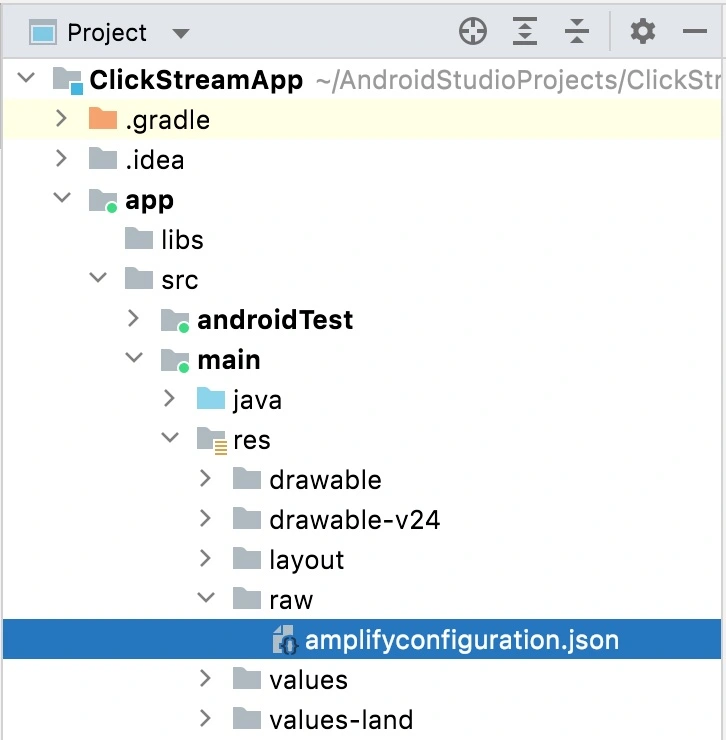 Project
ClickStreamApp ~/AndroidStudioProjects/ClickStr
.gradle
.idea
app
libs
src
androidTest
main
java
res
drawable
drawable-v24
layout
raw
amplifyconfiguration.json
values
values-land